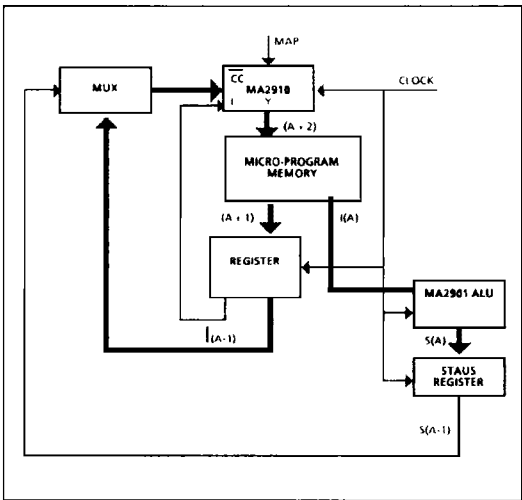 MAP
CC
MUX
MA2910
CLOCK
I Y
(A + 2)
MICRO-PROGRAM
MEMORY
(A + 1)
I(A)
REGISTER
MA2901 ALU
I(A-1)
S(A)
STAUS
REGISTER
S(A-1)